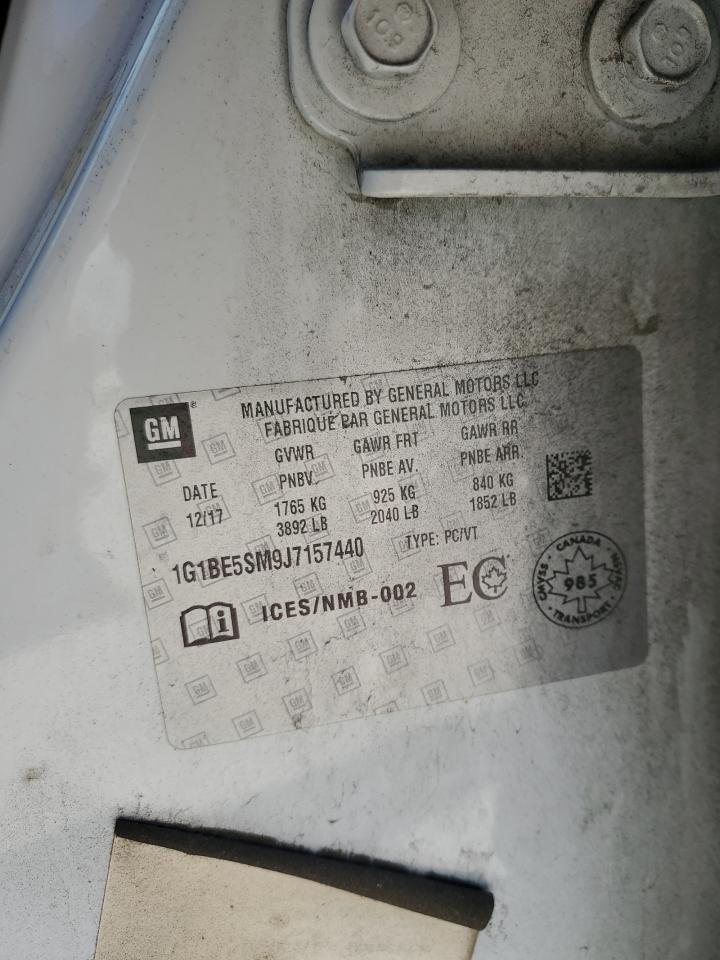 GM
MANUFACTURED BY GENERAL MOTORS LLC
FABRIQUE PAR GENERAL MOTORS LLC
DATE
12/17
GVWR
PNBV.
1765 KG
3892 LB
GAWR FRT
PNBE AV.
925 KG
2040 LB
GAWR RR
PNBE ARR.
840 KG
1852 LB
1G1BE5SM9J7157440
TYPE: PC/VT
ICES/NMB-002
EC
CANADA
CMVSS
985
NSVAC
TRANSPORT